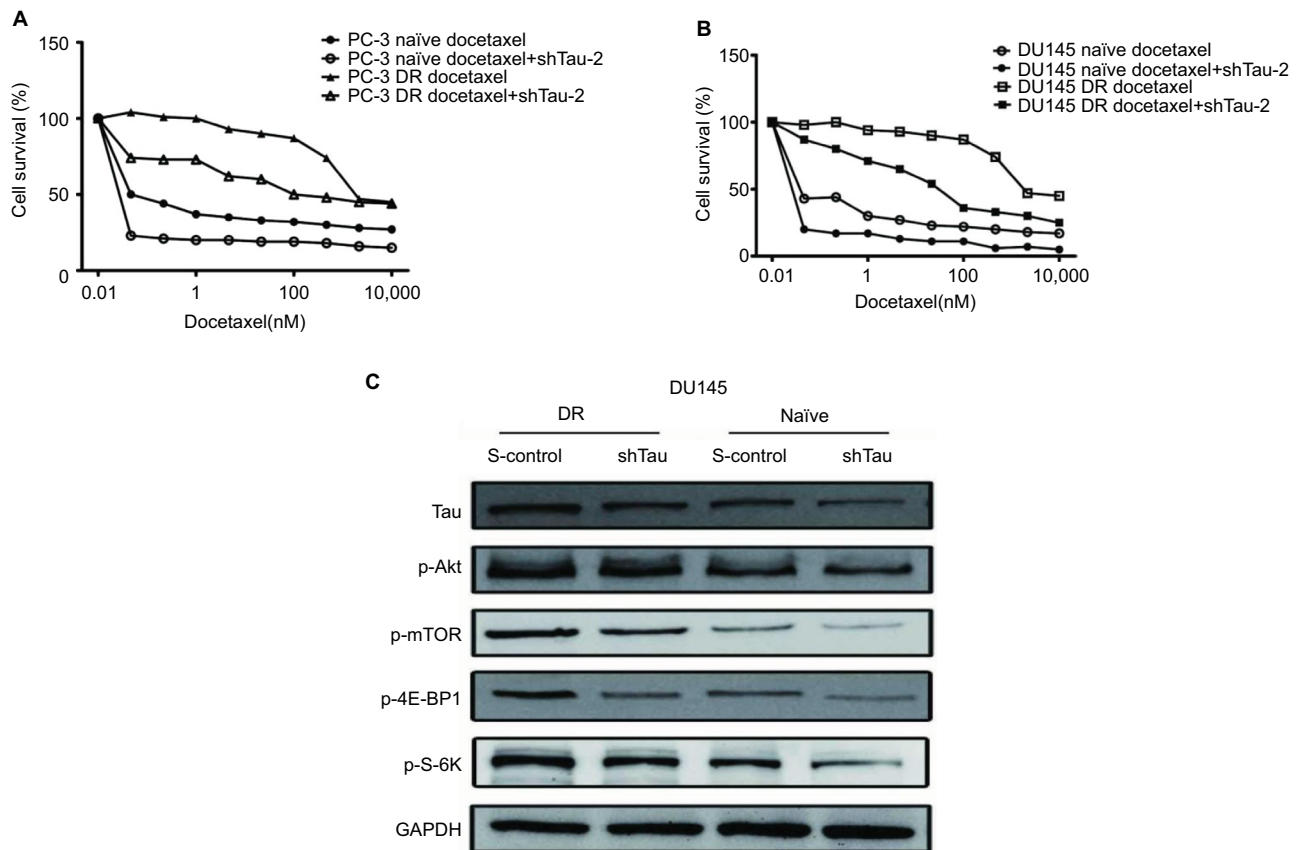 A
150
100
50
0
Cell survival (%)
0.01 1 100 10,000
Docetaxel(nM)
PC-3 naïve docetaxel
PC-3 naïve docetaxel+shTau-2
PC-3 DR docetaxel
PC-3 DR docetaxel+shTau-2
B
150
100
50
0
Cell survival (%)
0.01 1 100 10,000
Docetaxel(nM)
DU145 naïve docetaxel
DU145 naïve docetaxel+shTau-2
DU145 DR docetaxel
DU145 DR docetaxel+shTau-2
C
DU145
DR Naïve
S-control shTau S-control shTau
Tau
p-Akt
p-mTOR
p-4E-BP1
p-S-6K
GAPDH